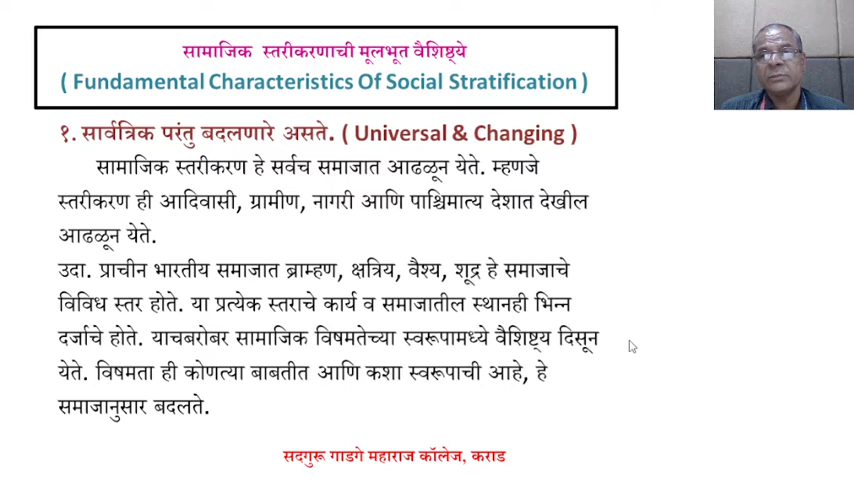 सामाजिक स्तरीकरणाची मूलभूत वैशिष्ठ्ये
( Fundamental Characteristics Of Social Stratification )
१. सार्वत्रिक परंतु बदलणारे असते. ( Universal & Changing )
सामाजिक स्तरीकरण हे सर्वच समाजात आढळून येते. म्हणजे
स्तरीकरण ही आदिवासी, ग्रामीण, नागरी आणि पाश्चिमात्य देशात देखील
आढळून येते.
उदा. प्राचीन भारतीय समाजात ब्राम्हण, क्षत्रिय, वैश्य, शूद्र हे समाजाचे
विविध स्तर होते. या प्रत्येक स्तराचे कार्य व समाजातील स्थानही भिन्न
दर्जाचे होते. याचबरोबर सामाजिक विषमतेच्या स्वरूपामध्ये वैशिष्ट्य दिसून
येते. विषमता ही कोणत्या बाबतीत आणि कशा स्वरूपाची आहे, हे
समाजानुसार बदलते.
सदगुरू गाडगे महाराज कॉलेज, कराड